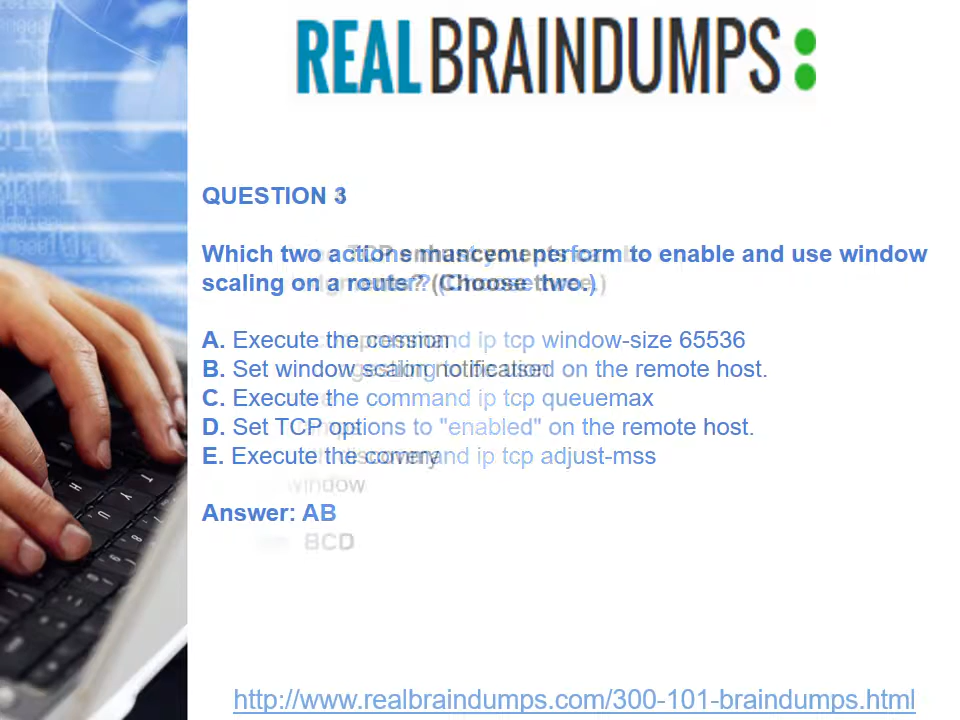 REALBRAINDUMPS
QUESTION 3
Which two actions must you perform to enable and use window
scaling on a router? (Choose two.)
A. Execute the command ip tcp window-size 65536
B. Set window scaling to be used on the remote host.
C. Execute the command ip tcp queuemax
D. Set TCP options to "enabled" on the remote host.
E. Execute the command ip tcp adjust-mss
window
Answer: AB
BCD
http://www.realbraindumps.com/300-101-braindumps.html